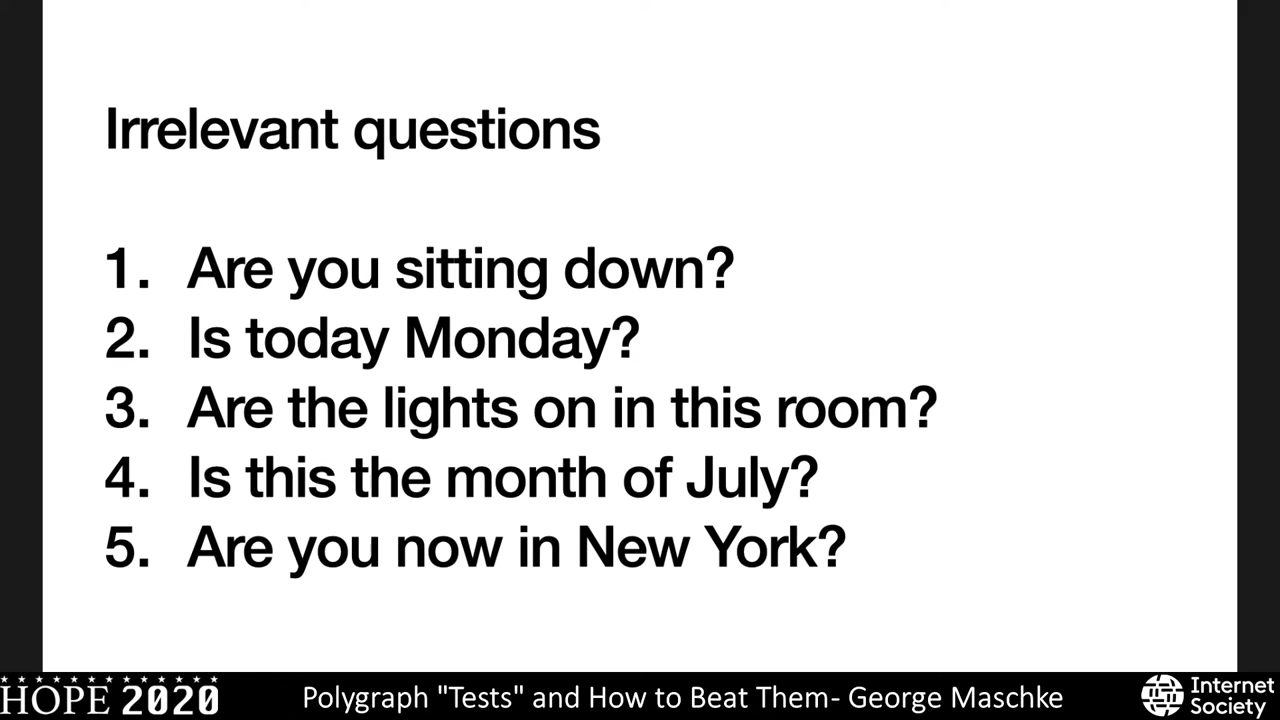 Irrelevant questions
1. Are you sitting down?
2. Is today Monday?
3. Are the lights on in this room?
4. Is this the month of July?
5. Are you now in New York?
HOPE 2020
Polygraph "Tests" and How to Beat Them- George Maschke
Internet
Society